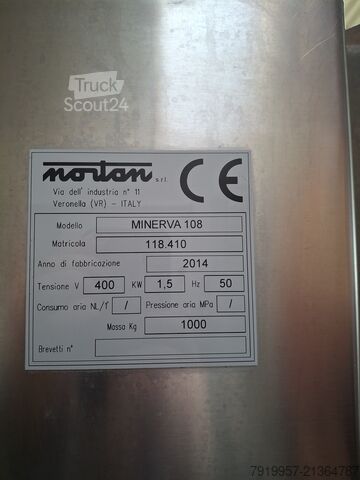 Truck
Scout24
nortan s.r.l. CE
Via dell' industria n° 11
Veronella (VR) - ITALY
Modello MINERVA 108
Matricola 118.410
Anno di fabbricazione 2014
Tensione V 400 KW 1,5 Hz 50
Consumo aria NL/1' / Pressione aria MPa /
Massa Kg 1000
Brevetti n°
7919957-21364782